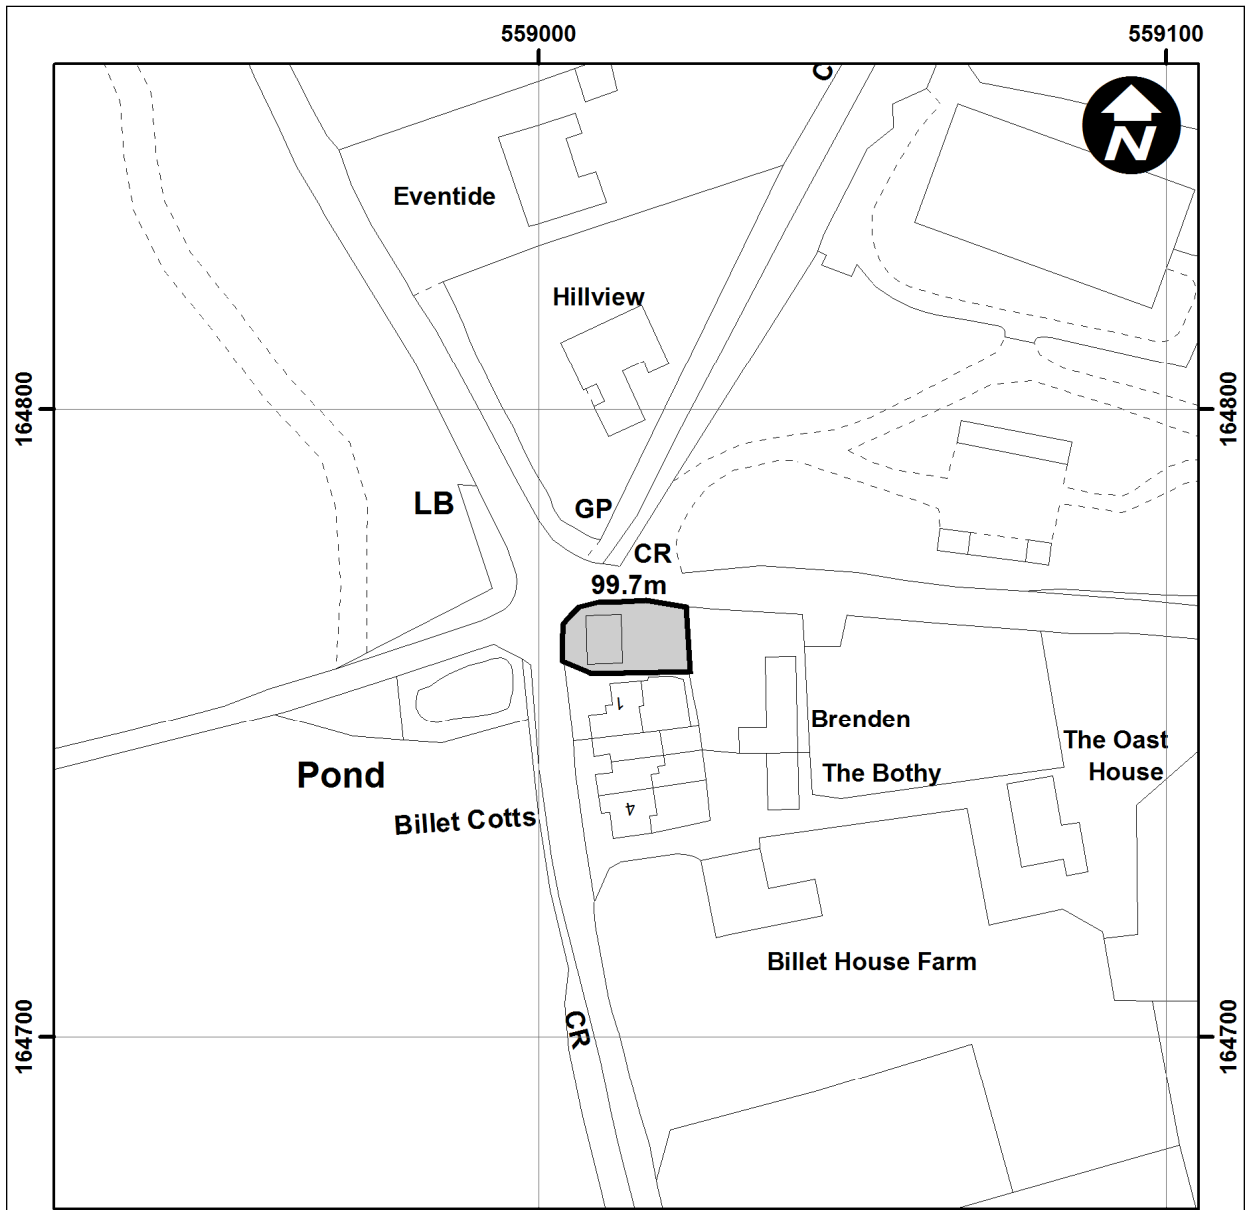 559000
559100
C
N
Eventide
Hillview
164800
164800
LB
GP
CR
99.7m
1
Brenden
The Oast
House
Pond
The Bothy
4
Billet Cotts
Billet House Farm
CR
164700
164700